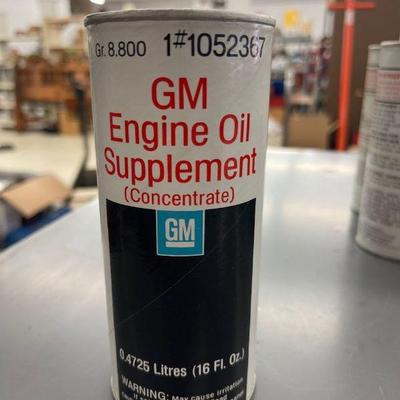 Gr. 8.800 1#1052367
GM
Engine Oil
Supplement
(Concentrate)
GM
0.4725 Litres (16 Fl. Oz.)
WARNING: May cause irritation